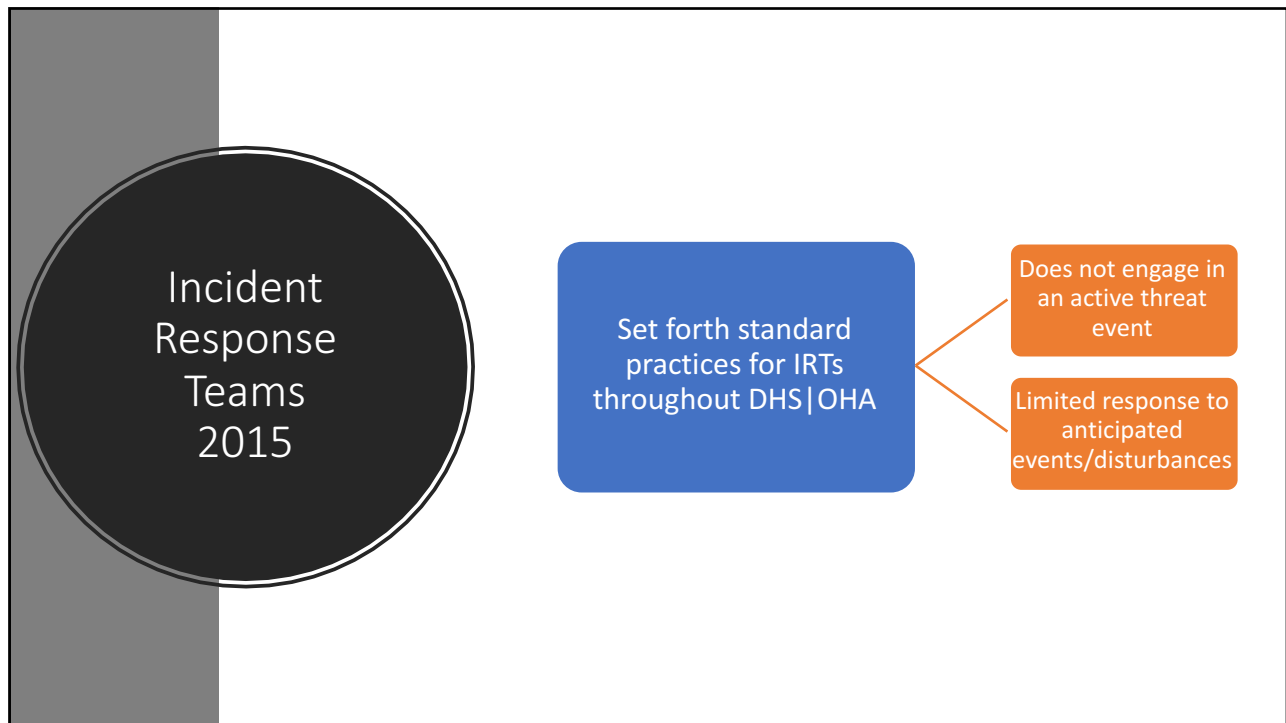 Incident
Response
Teams
2015
Set forth standard
practices for IRTs
throughout DHS|OHA
Does not engage in
an active threat
event
Limited response to
anticipated
events/disturbances